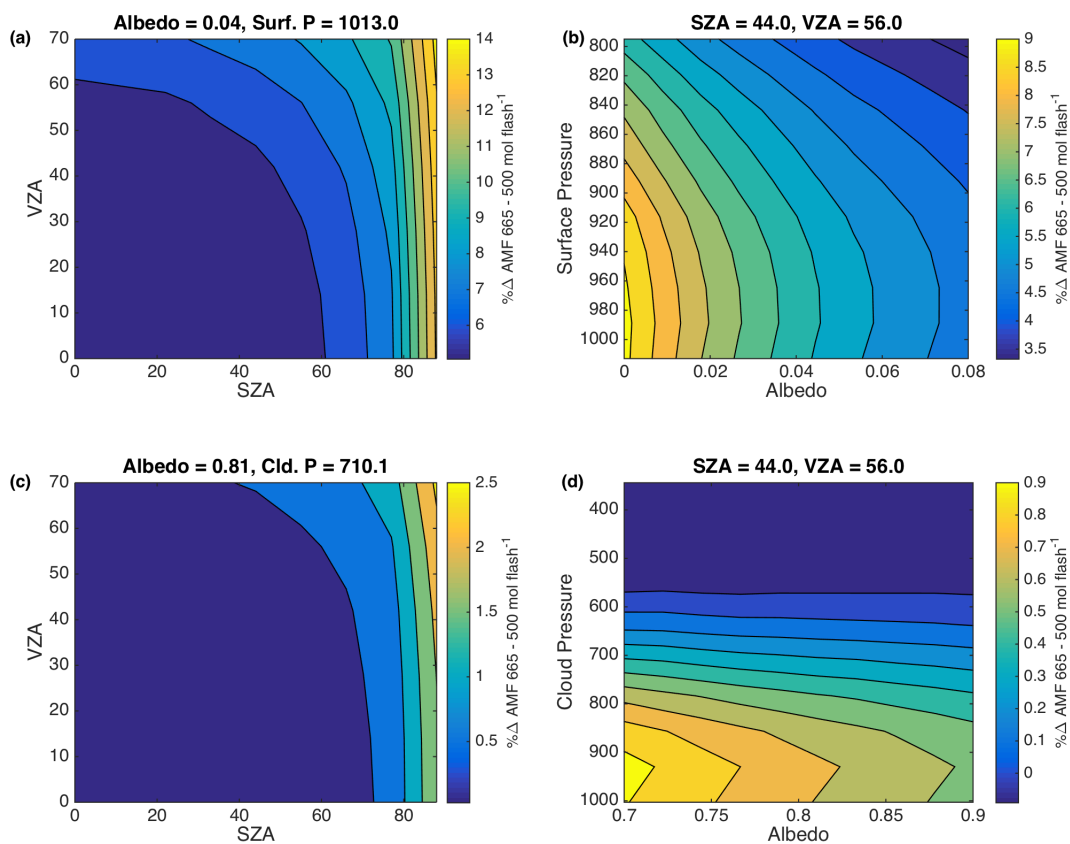 (a)
Albedo = 0.04, Surf. P = 1013.0
70
60
50
40
30
20
10
0
VZA
0 20 40 60 80
SZA
14
13
12
11
10
9
8
7
6
%Δ AMF 665 - 500 mol flash⁻¹
(b)
SZA = 44.0, VZA = 56.0
800
820
840
860
880
900
920
940
960
980
1000
Surface Pressure
0 0.02 0.04 0.06 0.08
Albedo
9
8.5
8
7.5
7
6.5
6
5.5
5
4.5
4
3.5
%Δ AMF 665 - 500 mol flash⁻¹
(c)
Albedo = 0.81, Cld. P = 710.1
70
60
50
40
30
20
10
0
VZA
0 20 40 60 80
SZA
2.5
2
1.5
1
0.5
%Δ AMF 665 - 500 mol flash⁻¹
(d)
SZA = 44.0, VZA = 56.0
400
500
600
700
800
900
1000
Cloud Pressure
0.7 0.75 0.8 0.85 0.9
Albedo
0.9
0.8
0.7
0.6
0.5
0.4
0.3
0.2
0.1
0
%Δ AMF 665 - 500 mol flash⁻¹